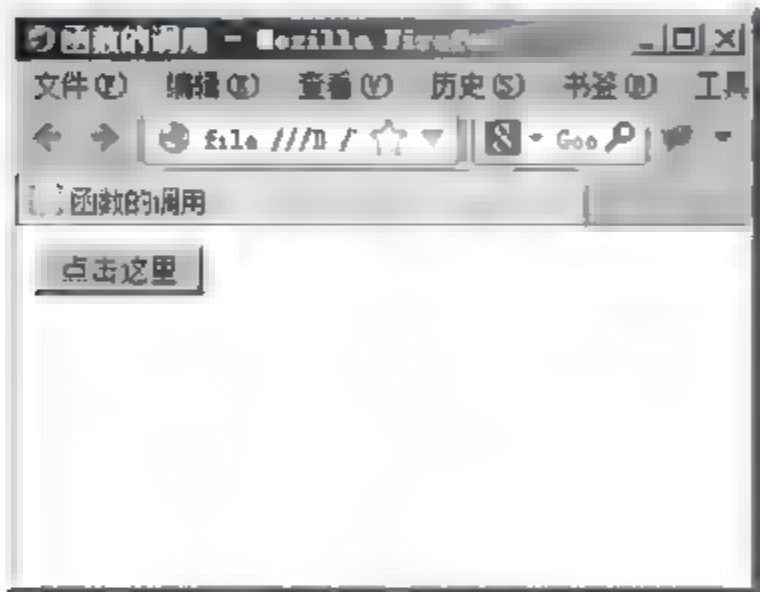 函数的调用 - Mozilla Firefox
文件(F) 编辑(E) 查看(V) 历史(S) 书签(B) 工具
file ///D / Goo
函数的调用
点击这里